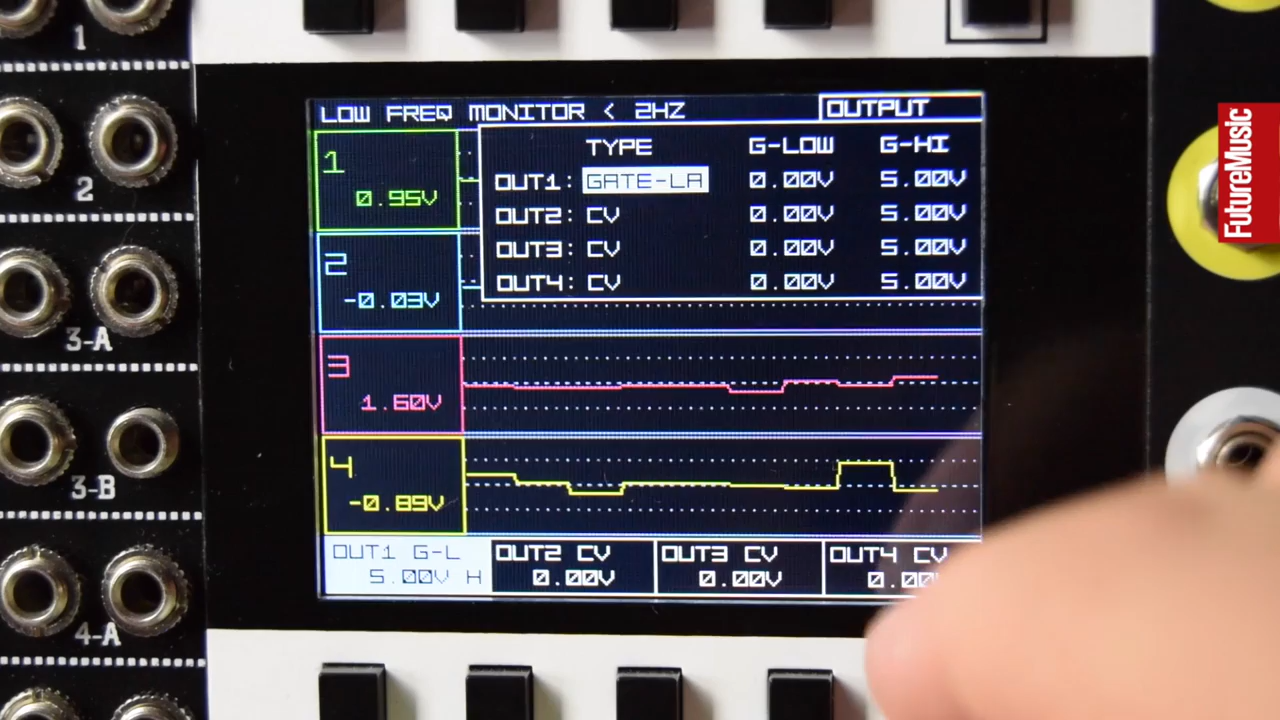 1
2
3-A
3-B
4-A
LOW FREQ MONITOR < 2HZ
OUTPUT
TYPE G-LOW G-HI
OUT1: GATE-LA 0.00V 5.00V
OUT2: CV 0.00V 5.00V
OUT3: CV 0.00V 5.00V
OUT4: CV 0.00V 5.00V
1
0.95V
2
-0.03V
3
1.60V
4
-0.89V
OUT1 G-L
5.00V H
OUT2 CV
0.00V
OUT3 CV
0.00V
OUT4 CV
0.00
FutureMusic